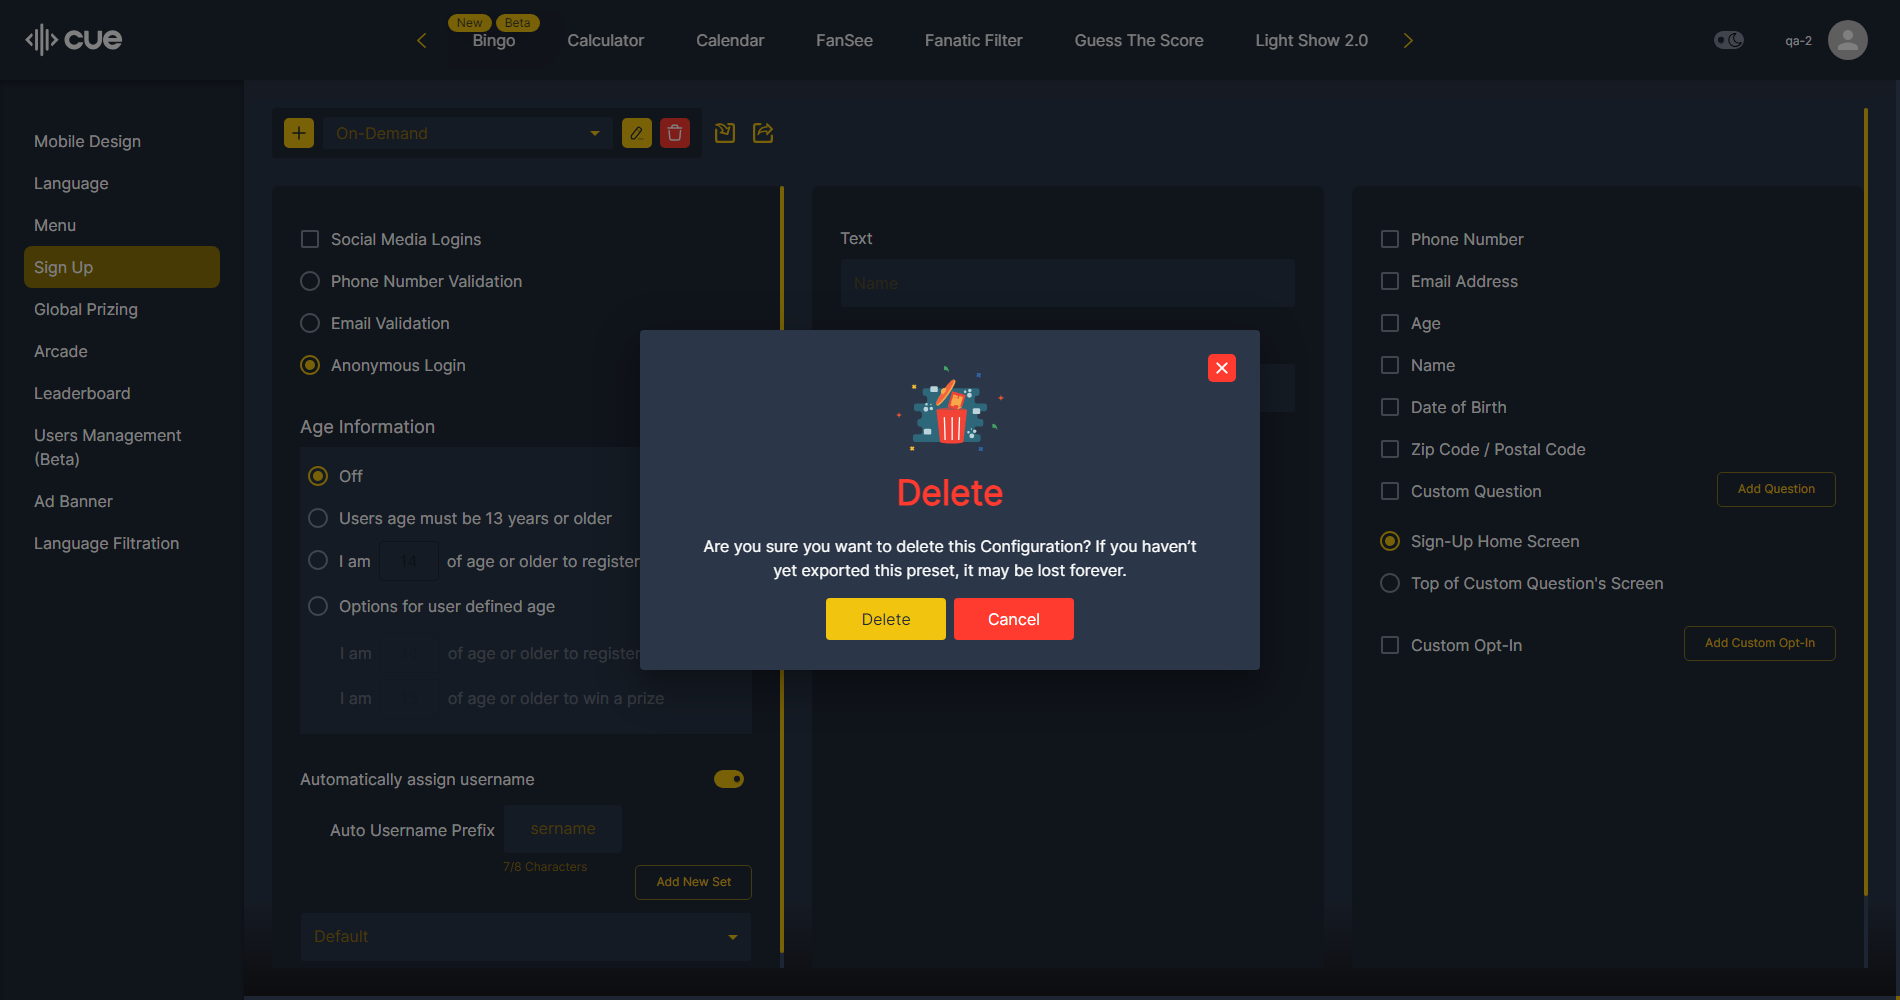 cue
New
Beta
Bingo
Calculator
Calendar
FanSee
Fanatic Filter
Guess The Score
Light Show 2.0
qa-2
Mobile Design
Language
Menu
Sign Up
Global Prizing
Arcade
Leaderboard
Users Management
(Beta)
Ad Banner
Language Filtration
On-Demand
Social Media Logins
Phone Number Validation
Email Validation
Anonymous Login
Age Information
Off
Users age must be 13 years or older
I am 14 of age or older to register
Options for user defined age
I am of age or older to register
I am of age or older to win a prize
Automatically assign username
Auto Username Prefix
sername
7/8 Characters
Add New Set
Default
Text
Name
Delete
Are you sure you want to delete this Configuration? If you haven't
yet exported this preset, it may be lost forever.
Delete
Cancel
Phone Number
Email Address
Age
Name
Date of Birth
Zip Code / Postal Code
Custom Question
Add Question
Sign-Up Home Screen
Top of Custom Question's Screen
Custom Opt-In
Add Custom Opt-In